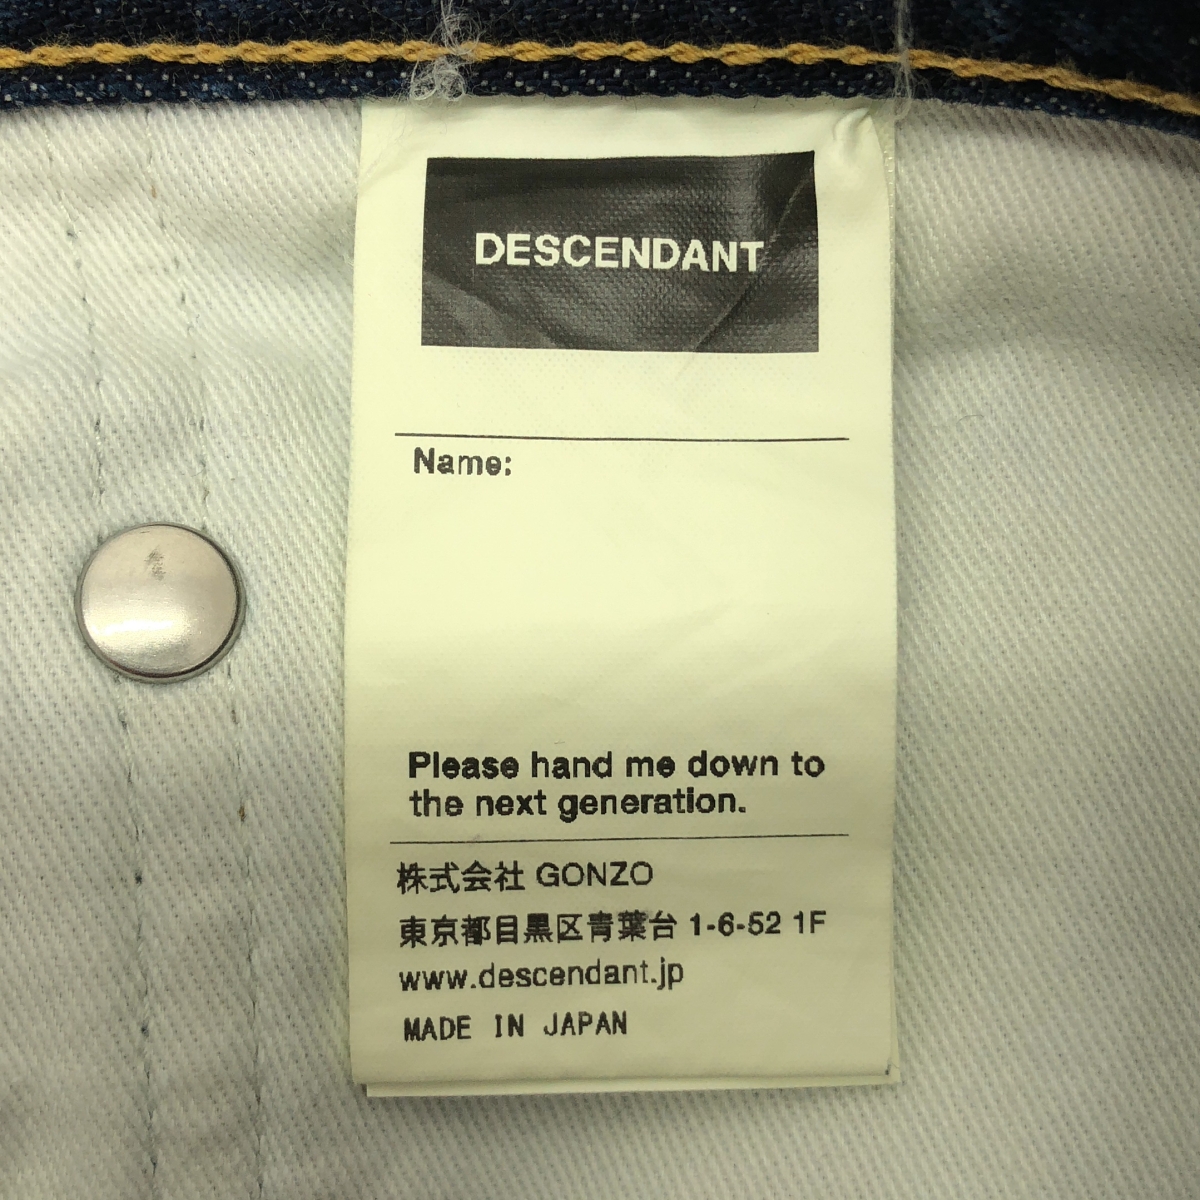 DESCENDANT
Name:
Please hand me down to
the next generation.
株式会社 GONZO
東京都目黒区青葉台 1-6-52 1F
www.descendant.jp
MADE IN JAPAN